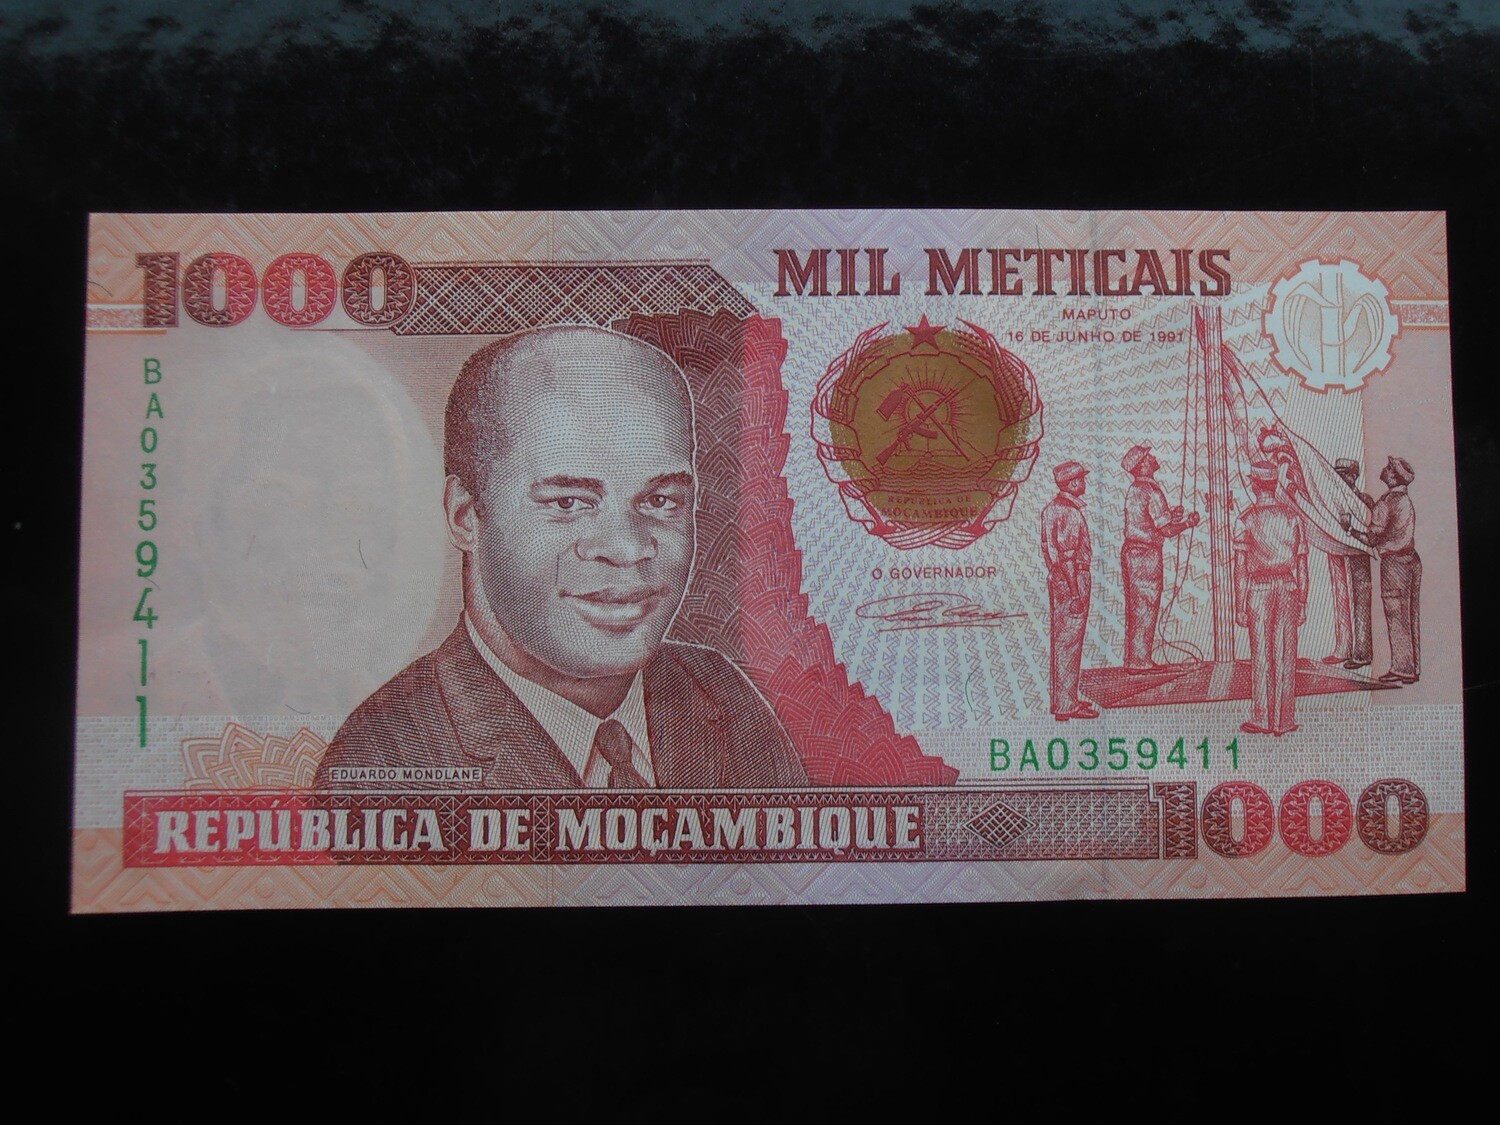 1000
MIL METICAIS
MAPUTO
16 DE JUNHO DE 1991
BA0359411
REPÚBLICA DE
MOÇAMBIQUE
O GOVERNADOR
BA0359411
EDUARDO MONDLANE
REPÚBLICA DE MOÇAMBIQUE
1000